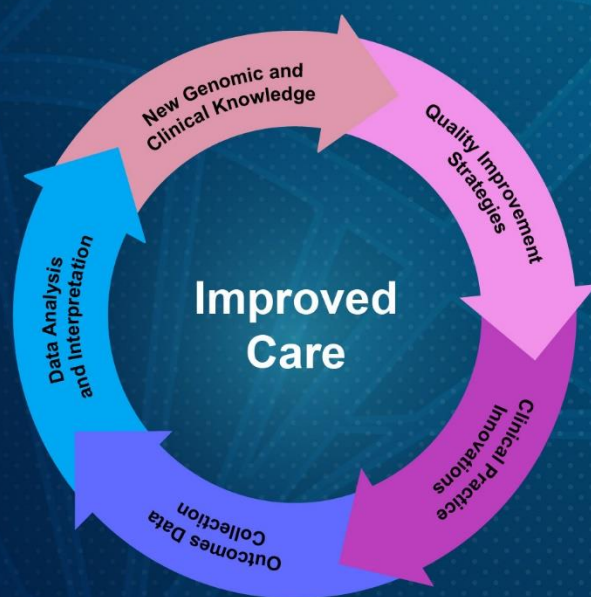 New Genomic and
Clinical Knowledge
Quality Improvement
Strategies
Clinical Practice
Innovations
Outcomes Data
Collection
Data Analysis
and Interpretation
Improved
Care